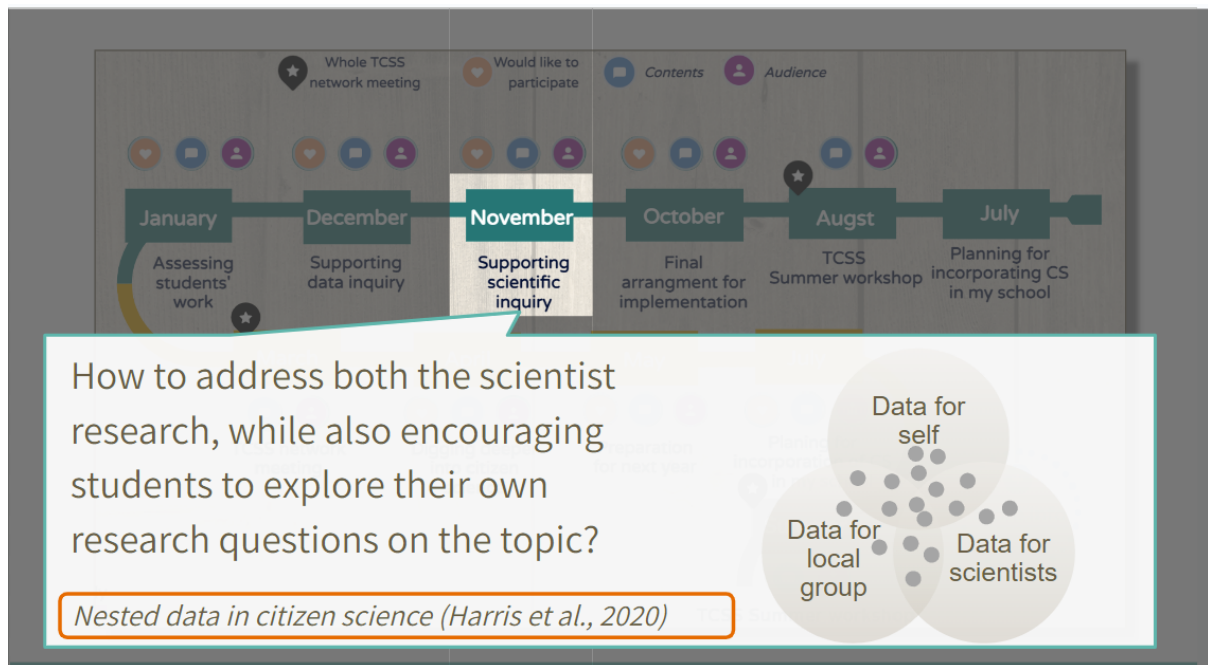 Whole TCSS
network meeting
Would like to
participate
Contents
Audience
January
December
November
October
Augst
July
Assessing
students'
work
Supporting
data inquiry
Supporting
scientific
inquiry
Final
arrangment for
implementation
TCSS
Summer workshop
Planning for
incorporating CS
in my school
How to address both the scientist
research, while also encouraging
students to explore their own
research questions on the topic?
Nested data in citizen science (Harris et al., 2020)
Data for
self
Data for
local
group
Data for
scientists